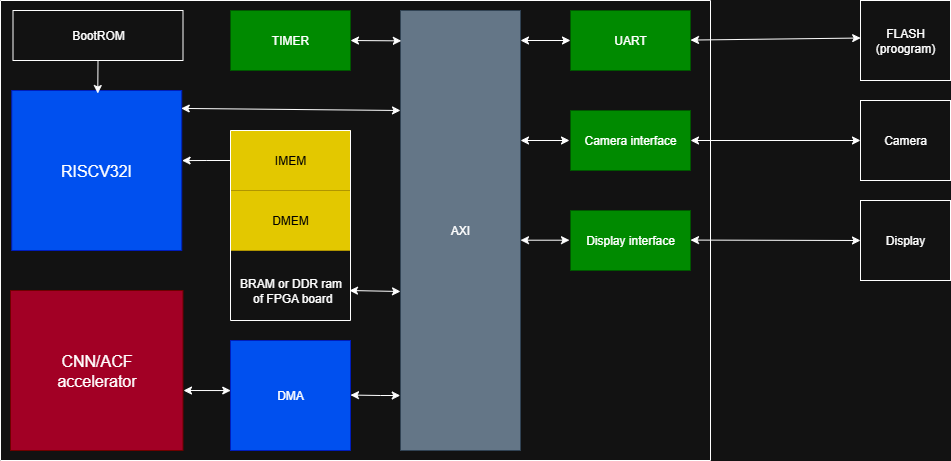 BootROM
TIMER
UART
FLASH
(proogram)
RISCV32I
IMEM
Camera interface
Camera
DMEM
AXI
Display interface
Display
BRAM or DDR ram
of FPGA board
CNN/ACF
accelerator
DMA